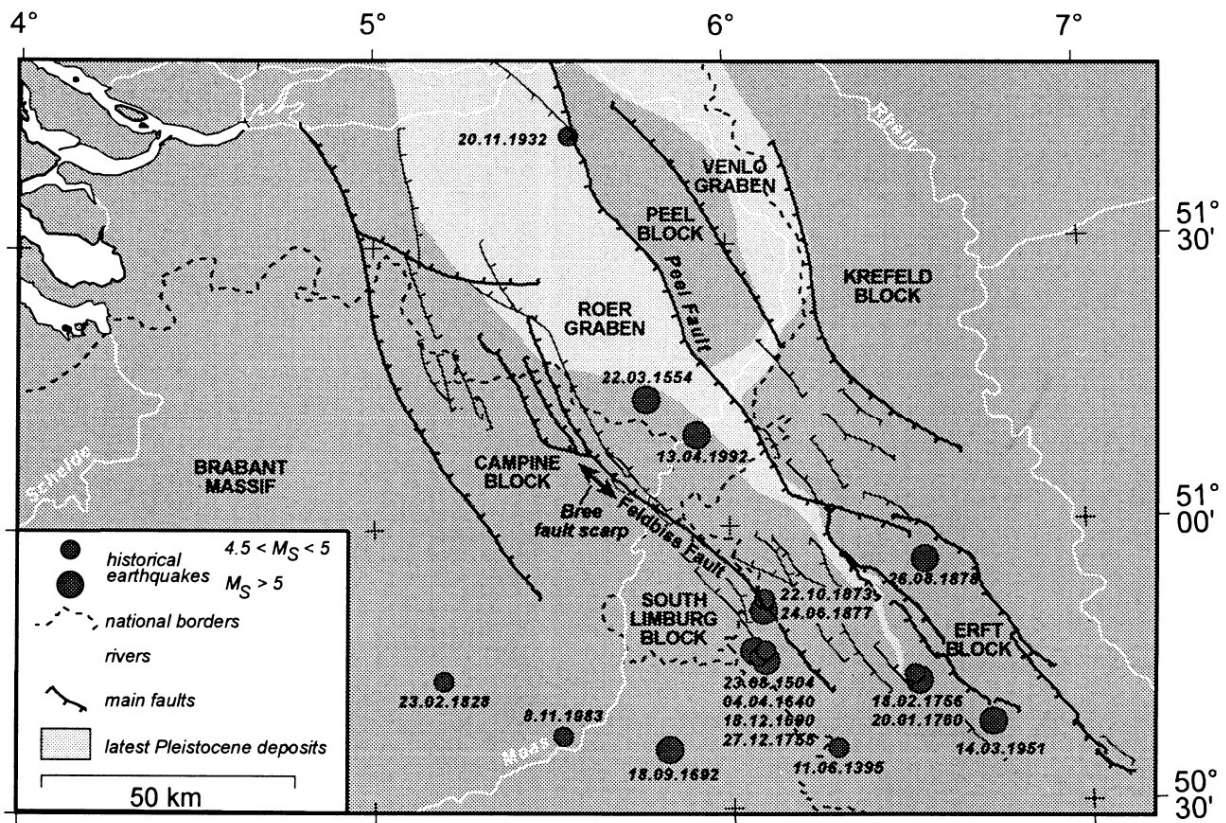 4°
5°
6°
7°
Rhein
20.11.1932
VENLO
GRABEN
PEEL
BLOCK
51°
30'
Peel Fault
KREFELD
BLOCK
ROER
GRABEN
22.03.1554
13.04.1992
Schelde
BRABANT
MASSIF
CAMPINE
BLOCK
Bree
fault scarp
Feldbiss Fault
51°
00'
26.08.1878
22.10.1873
24.06.1877
SOUTH
LIMBURG
BLOCK
ERFT
BLOCK
23.02.1828
8.11.1983
Maas
18.09.1692
23.08.1504
04.04.1640
18.12.1690
27.12.1755
11.06.1395
18.02.1756
20.01.1760
14.03.1951
50°
30'
historical
earthquakes
4.5 < MS < 5
MS > 5
national borders
rivers
main faults
latest Pleistocene deposits
50 km